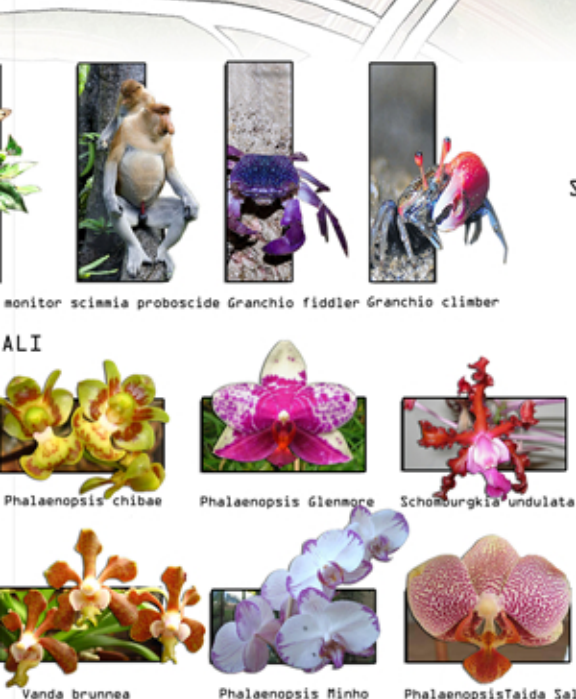 monitor scimmia proboscide Granchio fiddler Granchio climber
S
ALI
Phalaenopsis chibae Phalaenopsis Glenmore Schomburgkia undulata
Vanda brunnea Phalaenopsis Minho PhalaenopsisTaida Sal